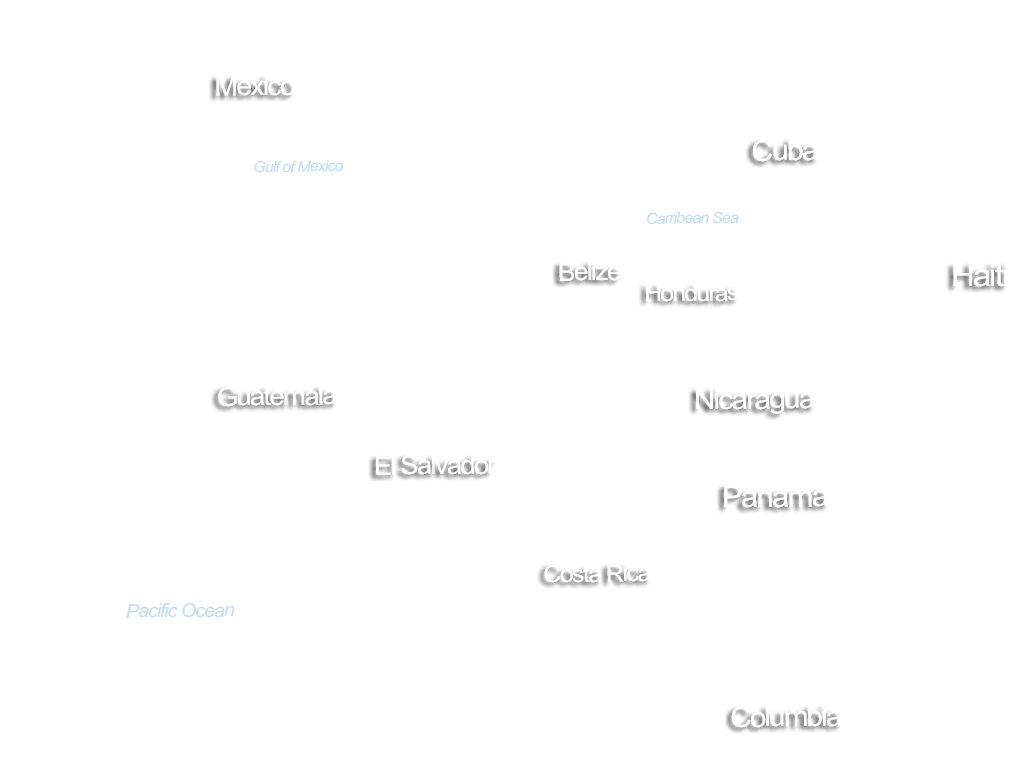 Mexico
Cuba
Gulf of Mexico
Carribean Sea
Belize
Haiti
Honduras
Guatemala
Nicaragua
El Salvador
Panama
Costa Rica
Pacific Ocean
Columbia